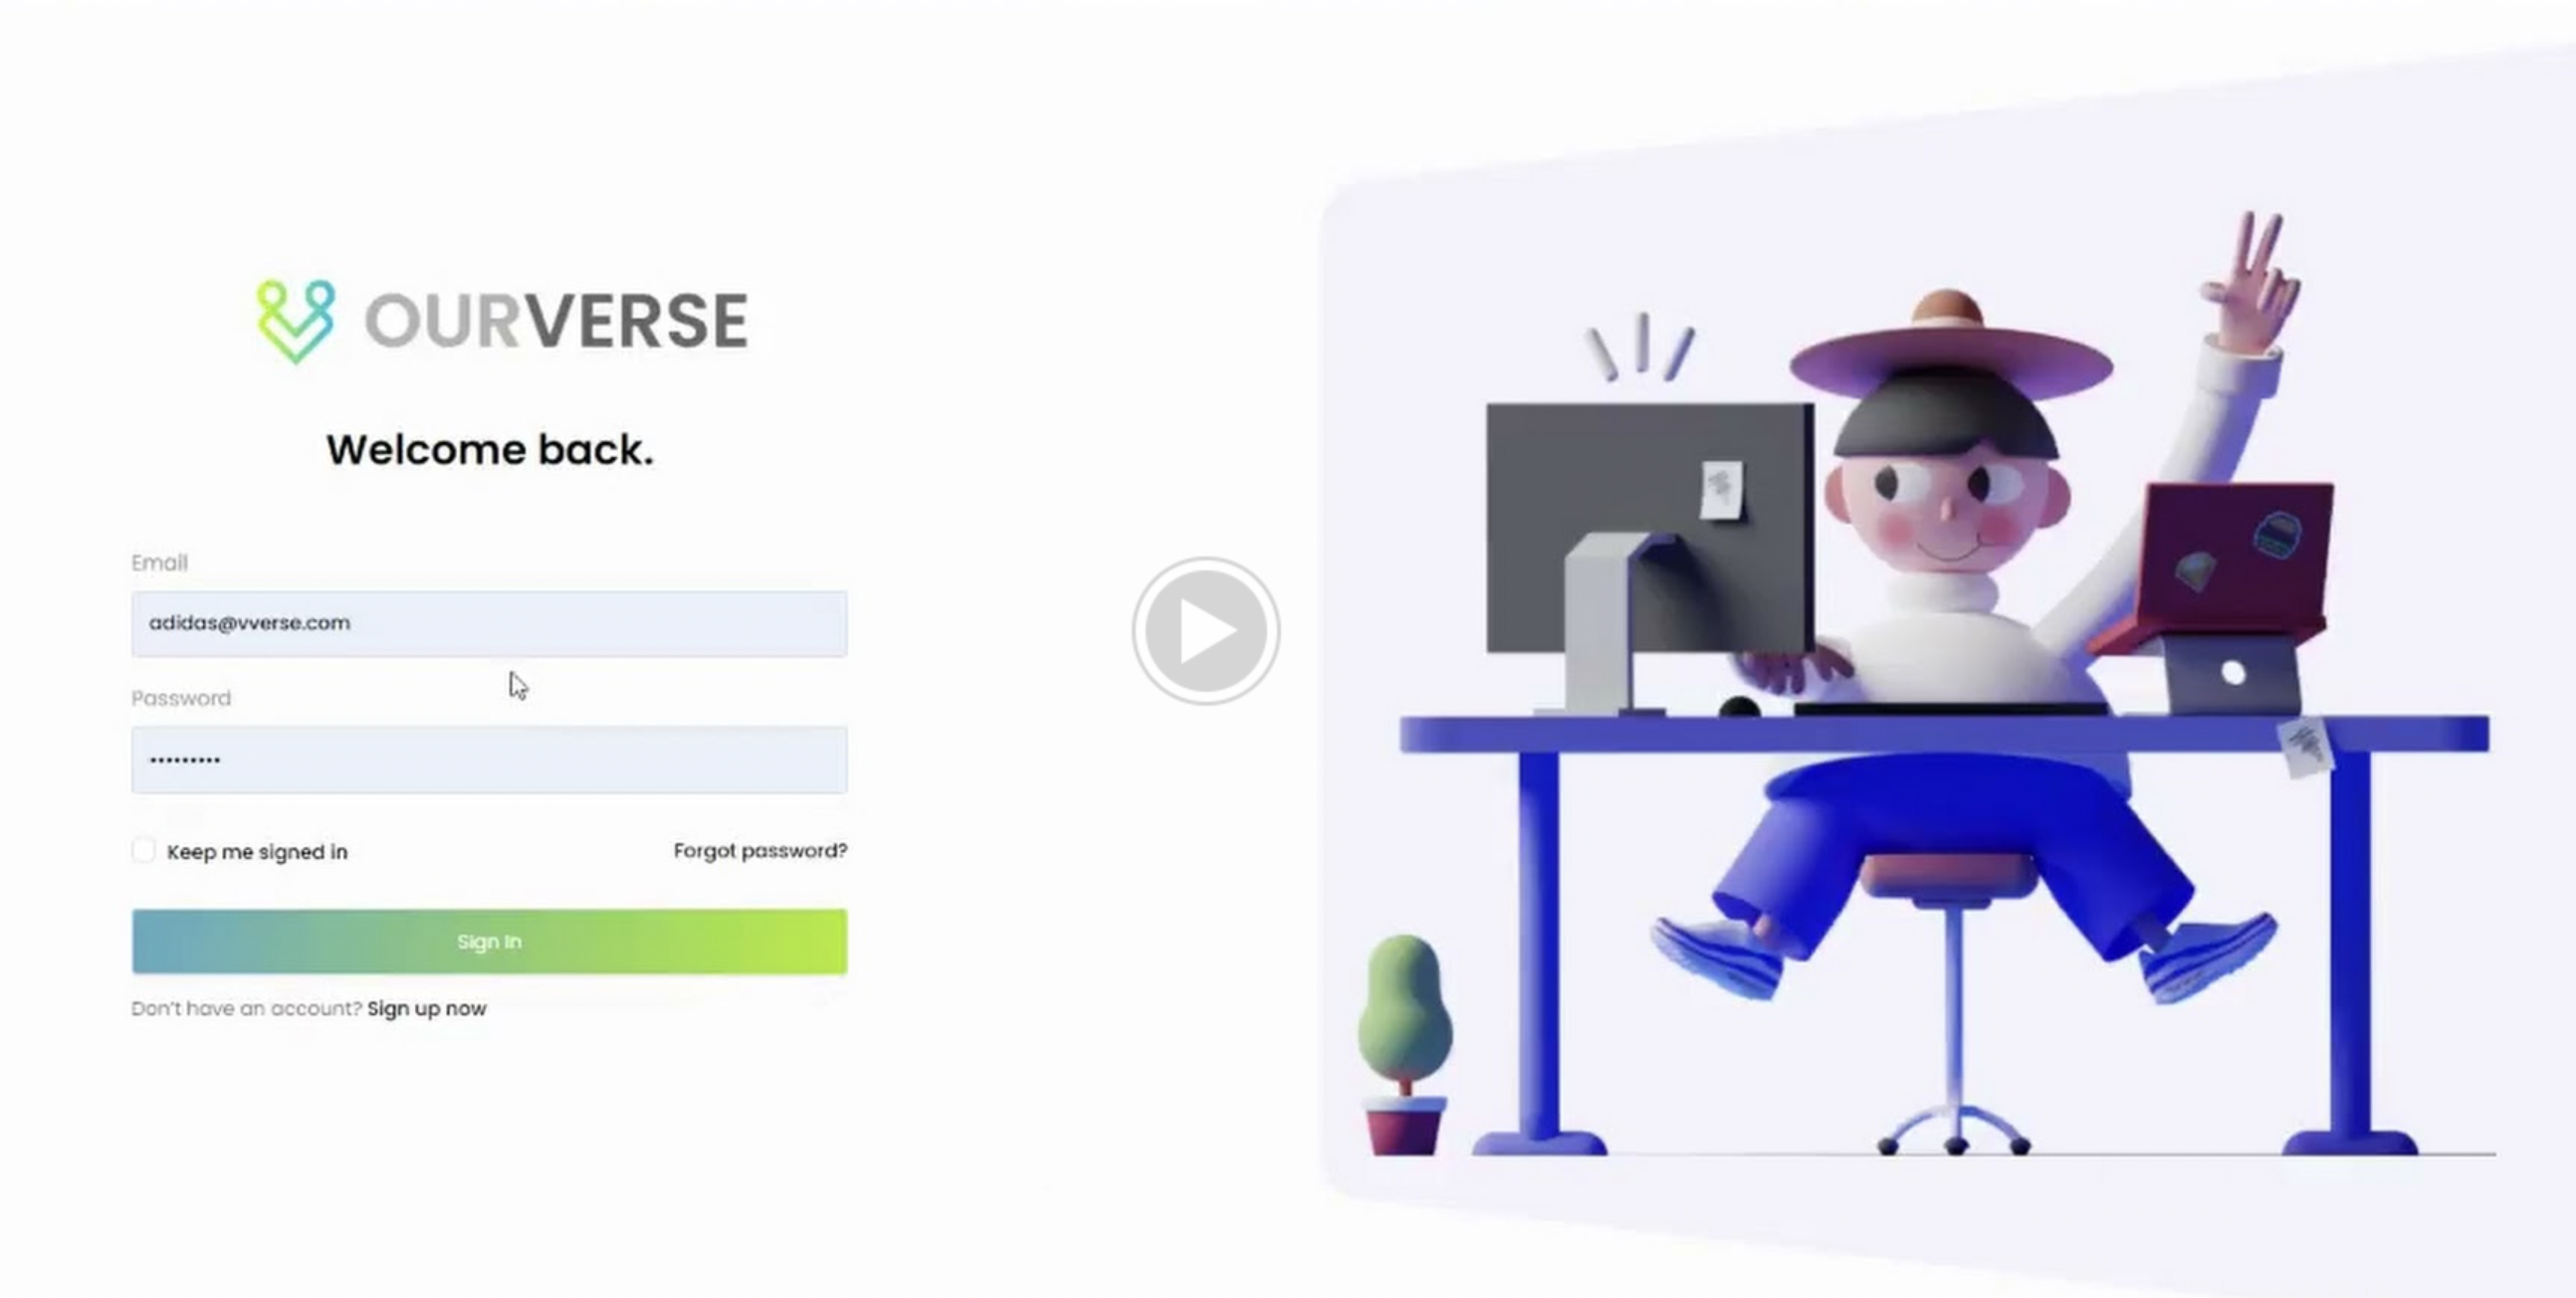 OURVERSE
Welcome back.
Email
adidas@vverse.com
Password
Keep me signed in
Forgot password?
Sign In
Don't have an account? Sign up now